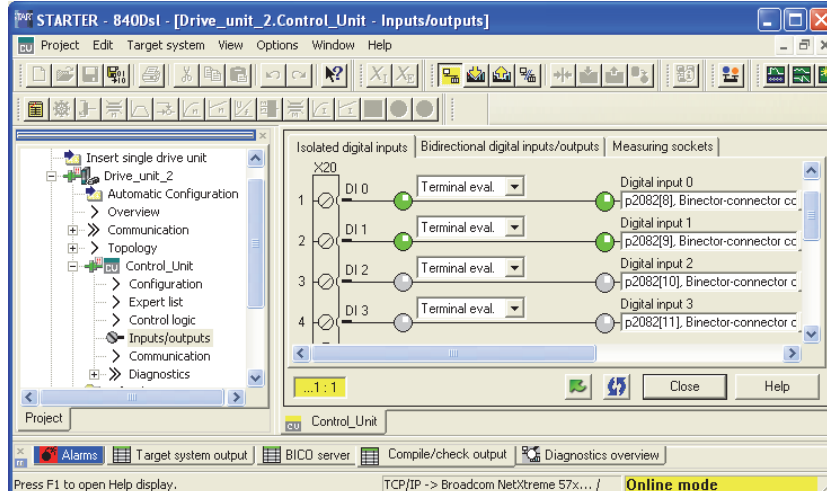 STARTER - 840Dsl - [Drive_unit_2.Control_Unit - Inputs/outputs]
Project Edit Target system View Options Window Help
Insert single drive unit
Drive_unit_2
Automatic Configuration
Overview
Communication
Topology
Control_Unit
Configuration
Expert list
Control logic
Inputs/outputs
Communication
Diagnostics
Project
Isolated digital inputs Bidirectional digital inputs/outputs Measuring sockets
X20
1 DI 0 Terminal eval. Digital input 0
p2082[8], Binector-connector cc
2 DI 1 Terminal eval. Digital input 1
p2082[9], Binector-connector cc
3 DI 2 Terminal eval. Digital input 2
p2082[10], Binector-connector c
4 DI 3 Terminal eval. Digital input 3
p2082[11], Binector-connector c
...1 : 1 Close Help
Control_Unit
Alarms Target system output BICO server Compile/check output Diagnostics overview
Press F1 to open Help display. TCP/IP -> Broadcom NetXtreme 57x... / Online mode